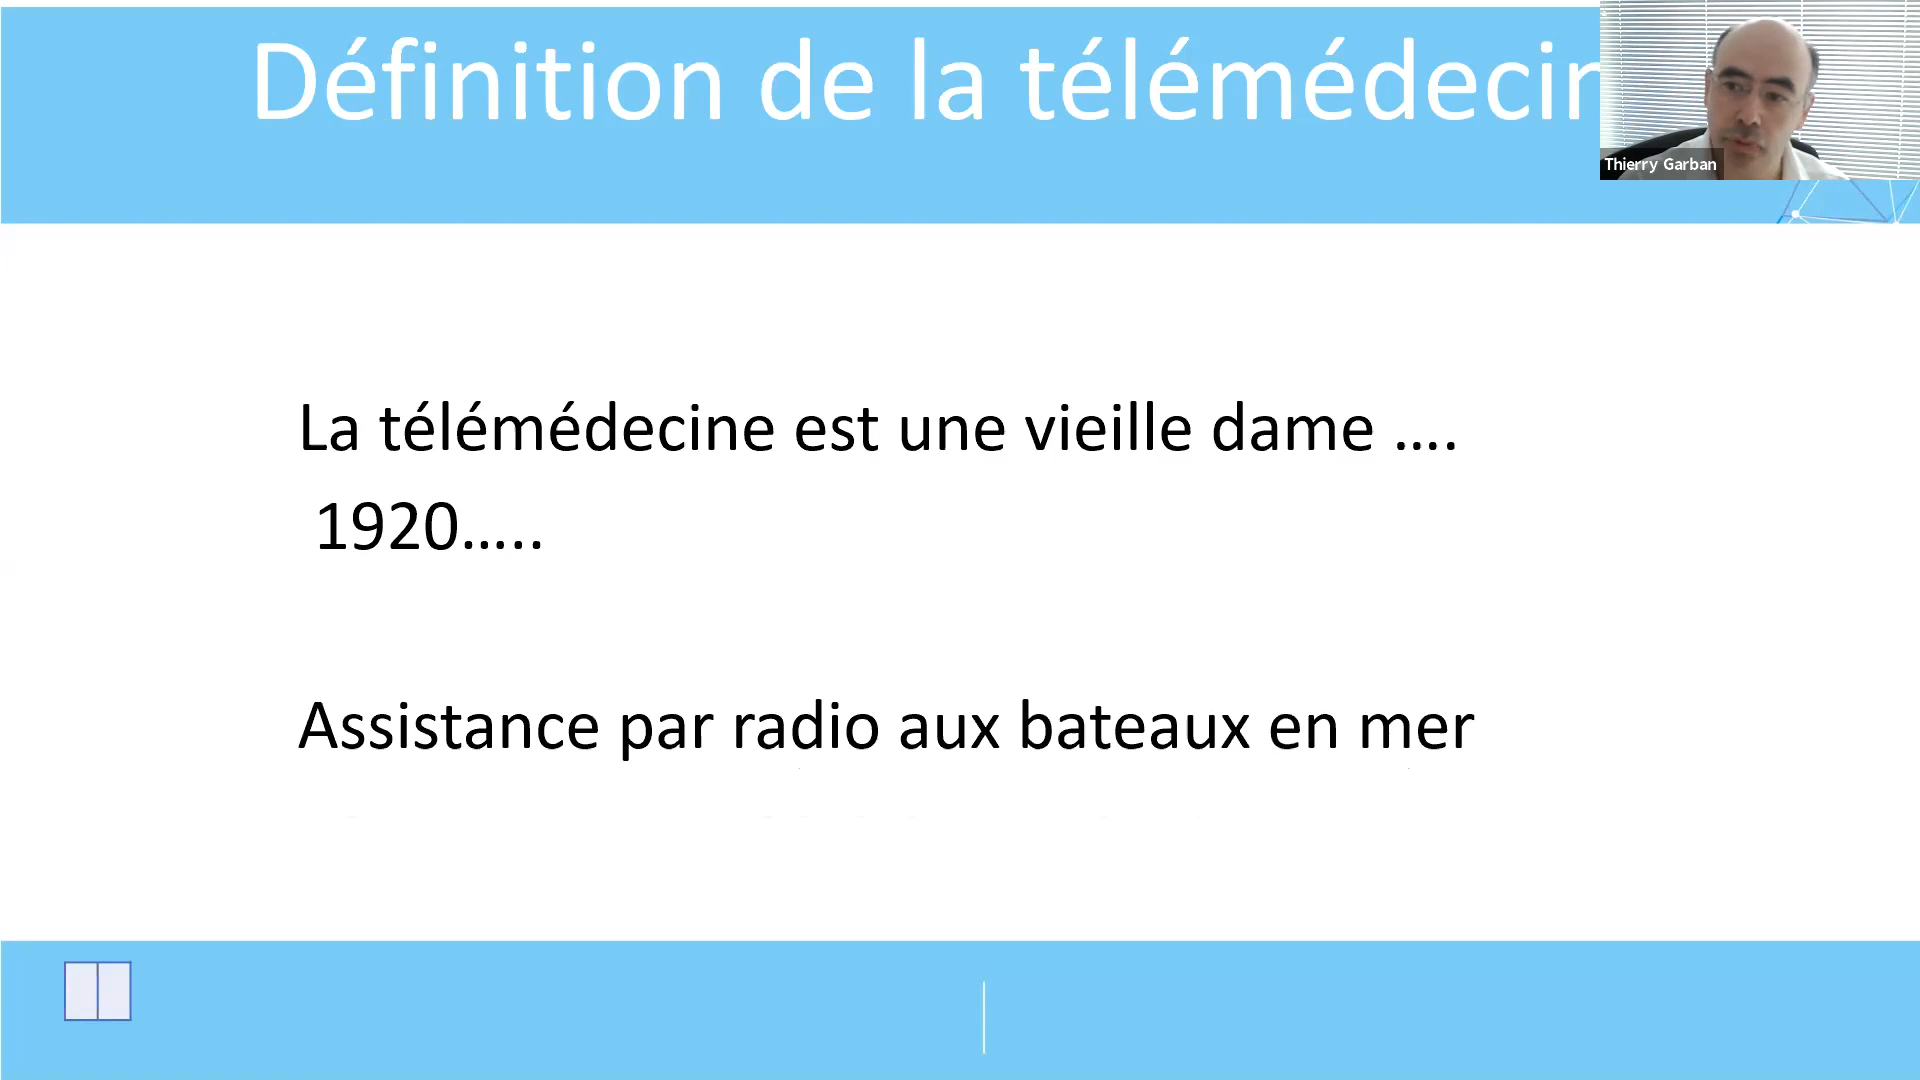 Définition de la télémédecin
Thierry Garban
La télémédecine est une vieille dame ....
1920.....
Assistance par radio aux bateaux en mer